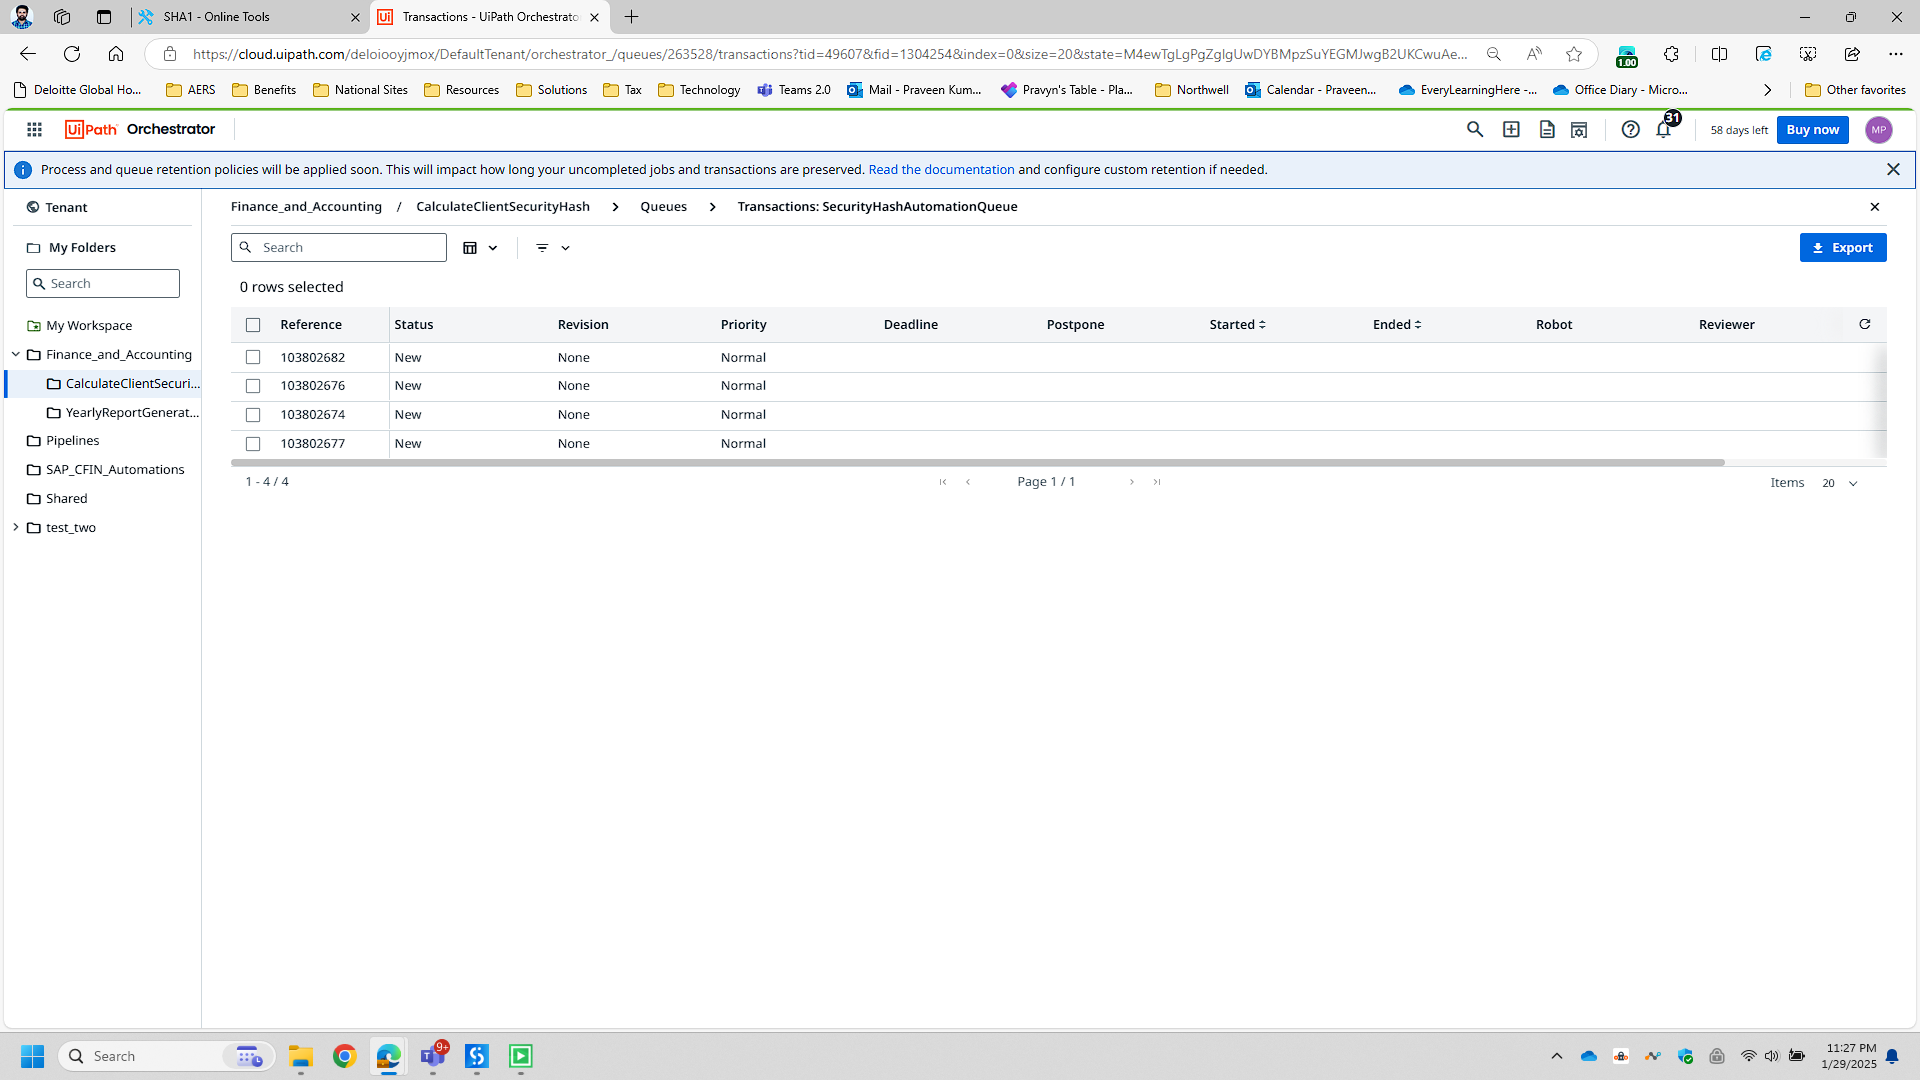 SHA1 - Online Tools
Transactions - UiPath Orchestrato
https://cloud.uipath.com/deloiooyjmox/DefaultTenant/orchestrator_/queues/263528/transactions?tid=49607&fid=1304254&index=0&size=20&state=M4ewTgLgPgZglgUwDYBMpzSuYEGMJwgB2UKCwuAe...
1.00
Deloitte Global Ho...
AERS
Benefits
National Sites
Resources
Solutions
Tax
Technology
Teams 2.0
Mail - Praveen Kum...
Pravyn's Table - Pla...
Northwell
Calendar - Praveen...
EveryLearningHere -...
Office Diary - Micro...
Other favorites
UiPath Orchestrator
31
58 days left
Buy now
MP
Process and queue retention policies will be applied soon. This will impact how long your uncompleted jobs and transactions are preserved. Read the documentation and configure custom retention if needed.
Tenant
My Folders
Search
My Workspace
Finance_and_Accounting
CalculateClientSecuri...
YearlyReportGenerat...
Pipelines
SAP_CFIN_Automations
Shared
test_two
Finance_and_Accounting / CalculateClientSecurityHash > Queues > Transactions: SecurityHashAutomationQueue
Search
Export
0 rows selected
Reference Status Revision Priority Deadline Postpone Started Ended Robot Reviewer
103802682 New None Normal
103802676 New None Normal
103802674 New None Normal
103802677 New None Normal
1 - 4 / 4
Page 1 / 1
Items 20
Search
9+
11:27 PM
1/29/2025